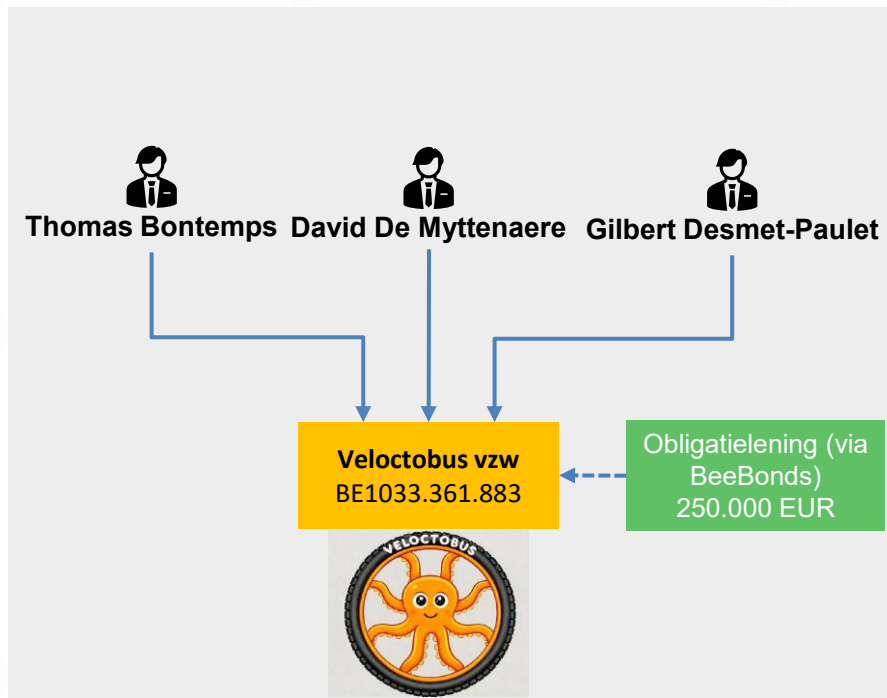 Thomas Bontemps
David De Myttenaere
Gilbert Desmet-Paulet
Veloctobus vzw
BE1033.361.883
Obligatielening (via
BeeBonds)
250.000 EUR
VELOCTOBUS